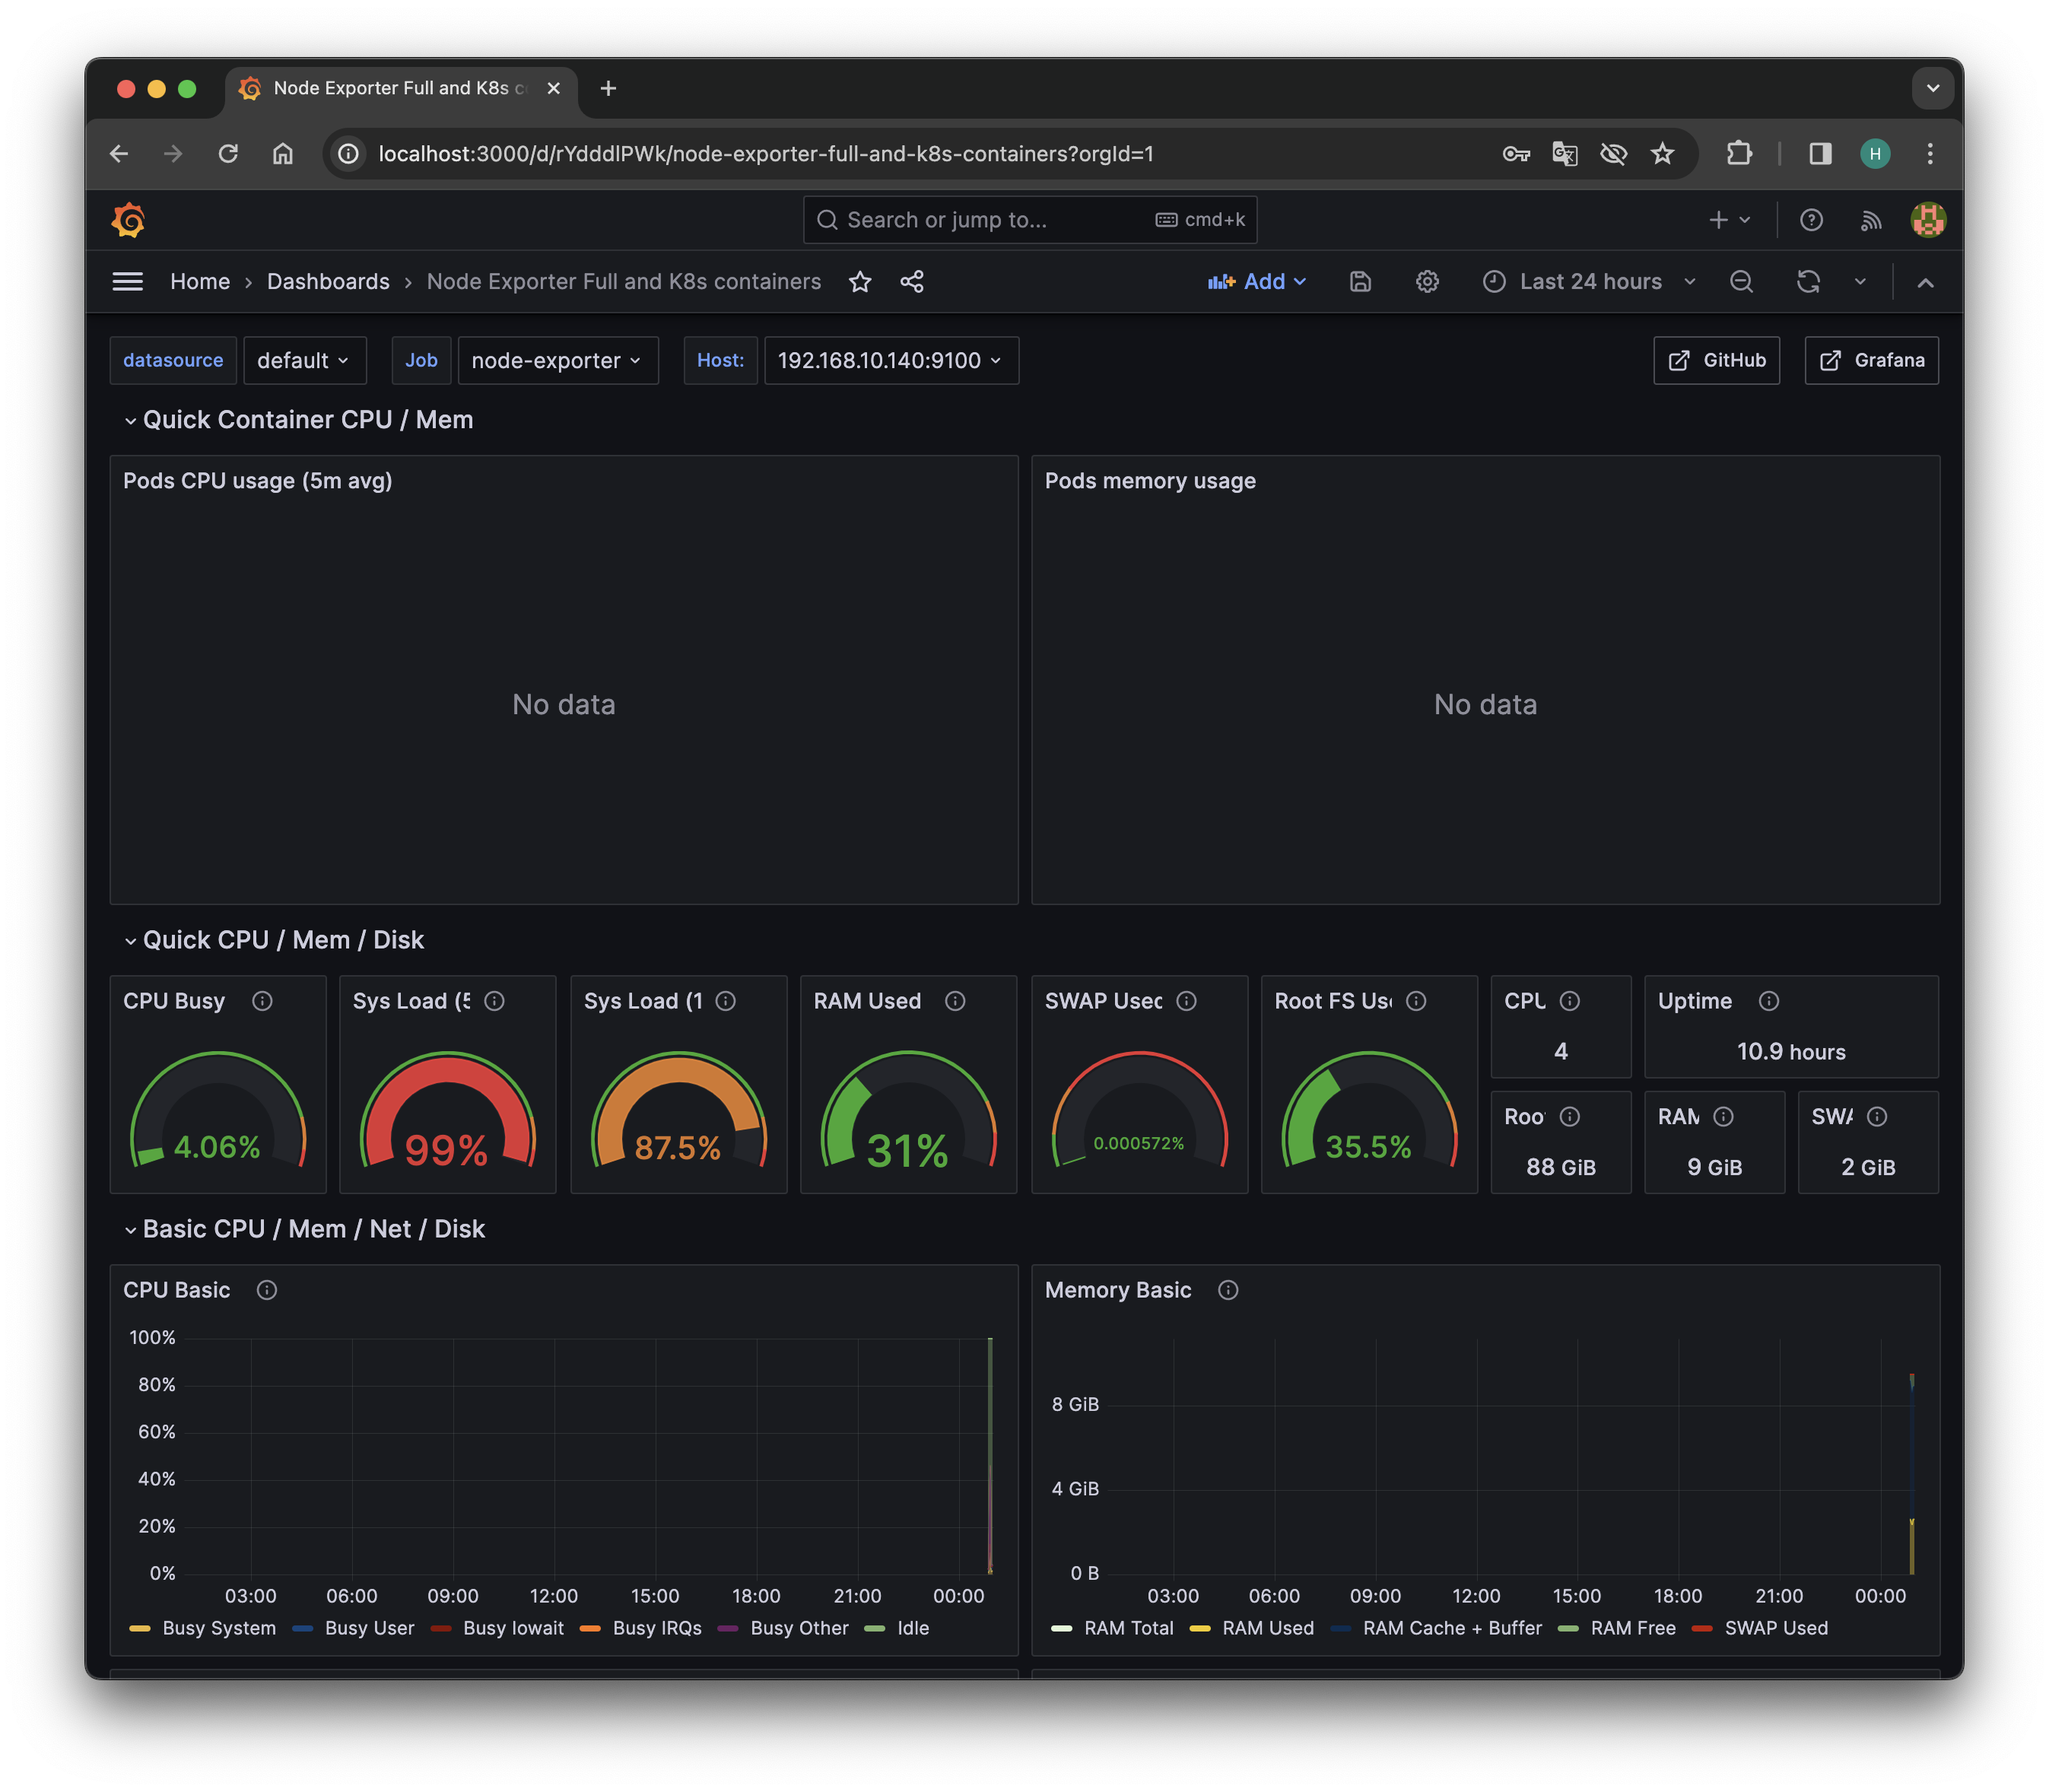 Node Exporter Full and K8s c
localhost:3000/d/rYdddlPWk/node-exporter-full-and-k8s-containers?orgId=1
H
Search or jump to...
cmd+k
Home › Dashboards › Node Exporter Full and K8s containers
Add
Last 24 hours
datasource default Job node-exporter Host: 192.168.10.140:9100
GitHub
Grafana
Quick Container CPU / Mem
Pods CPU usage (5m avg)
No data
Pods memory usage
No data
Quick CPU / Mem / Disk
CPU Busy
4.06%
Sys Load (5
99%
Sys Load (1
87.5%
RAM Used
31%
SWAP Used
0.000572%
Root FS Us
35.5%
CPU
4
Uptime
10.9 hours
Roo
88 GiB
RAM
9 GiB
SWA
2 GiB
Basic CPU / Mem / Net / Disk
CPU Basic
100%
80%
60%
40%
20%
0%
03:00 06:00 09:00 12:00 15:00 18:00 21:00 00:00
Busy System Busy User Busy Iowait Busy IRQs Busy Other Idle
Memory Basic
8 GiB
4 GiB
0 B
03:00 06:00 09:00 12:00 15:00 18:00 21:00 00:00
RAM Total RAM Used RAM Cache + Buffer RAM Free SWAP Used